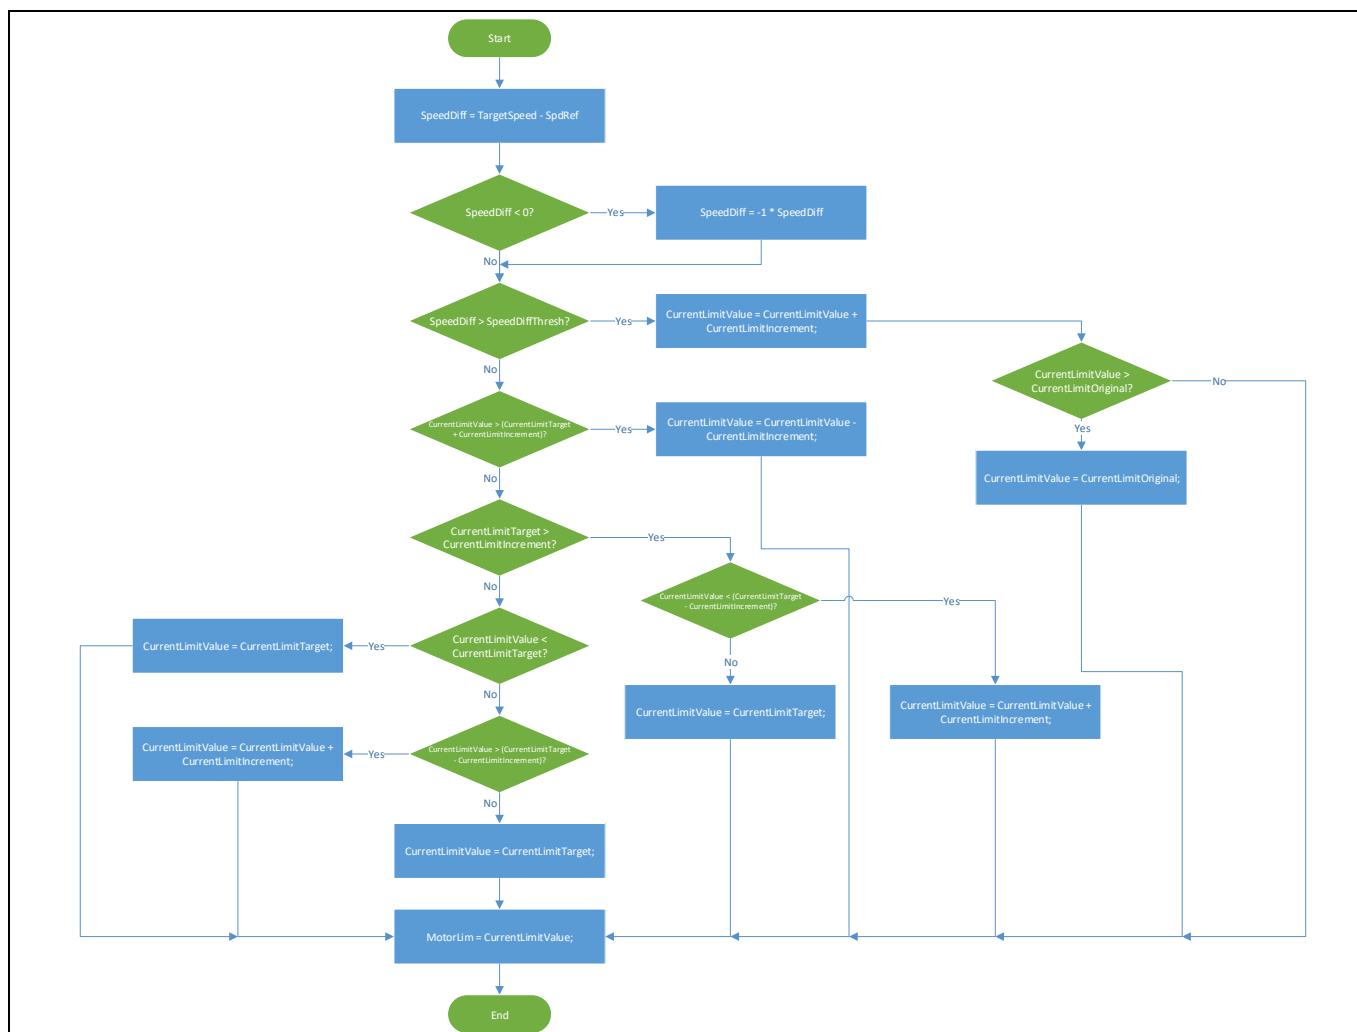 Start
SpeedDiff = TargetSpeed - SpdRef
SpeedDiff < 0?
Yes
SpeedDiff = -1 * SpeedDiff
No
SpeedDiff > SpeedDiffThresh?
Yes
CurrentLimitValue = CurrentLimitValue +
CurrentLimitIncrement;
CurrentLimitValue >
CurrentLimitOriginal?
No
Yes
CurrentLimitValue = CurrentLimitOriginal;
No
CurrentLimitValue > (CurrentLimitTarget
+ CurrentLimitIncrement)?
Yes
CurrentLimitValue = CurrentLimitValue -
CurrentLimitIncrement;
No
CurrentLimitTarget >
CurrentLimitIncrement?
Yes
CurrentLimitValue < (CurrentLimitTarget
- CurrentLimitIncrement)?
Yes
No
CurrentLimitValue = CurrentLimitTarget;
CurrentLimitValue = CurrentLimitValue +
CurrentLimitIncrement;
No
CurrentLimitValue <
CurrentLimitTarget?
Yes
CurrentLimitValue = CurrentLimitTarget;
No
CurrentLimitValue > (CurrentLimitTarget
- CurrentLimitIncrement)?
Yes
CurrentLimitValue = CurrentLimitValue +
CurrentLimitIncrement;
No
CurrentLimitValue = CurrentLimitTarget;
MotorLim = CurrentLimitValue;
End